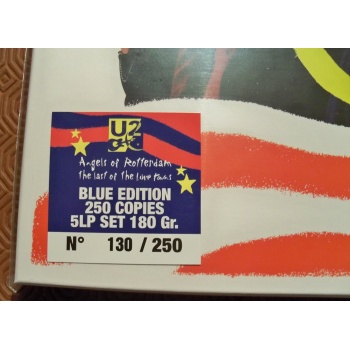 U2
Angels of Rotterdam
the last of the Love Tours
BLUE EDITION
250 COPIES
5LP SET 180 Gr.
N° 130 / 250